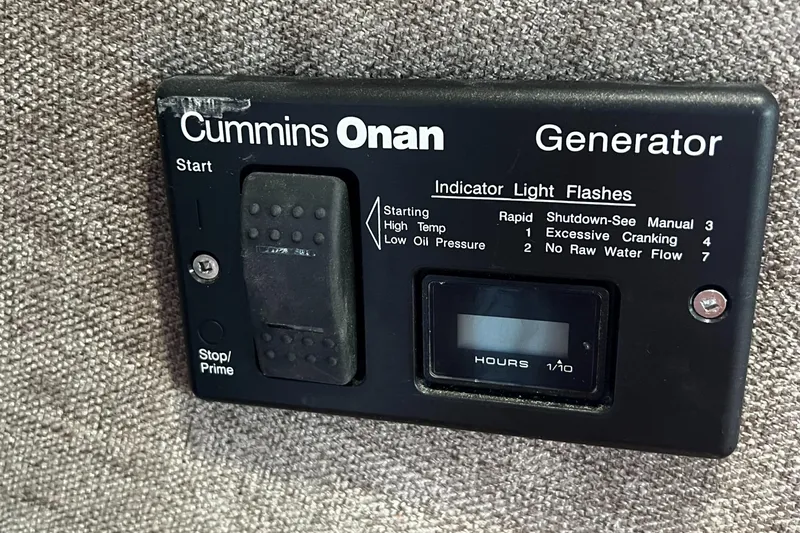 Cummins Onan Generator
Start
Indicator Light Flashes
Starting Rapid Shutdown-See Manual 3
High Temp 1 Excessive Cranking 4
Low Oil Pressure 2 No Raw Water Flow 7
HOURS 1/10
Stop/
Prime